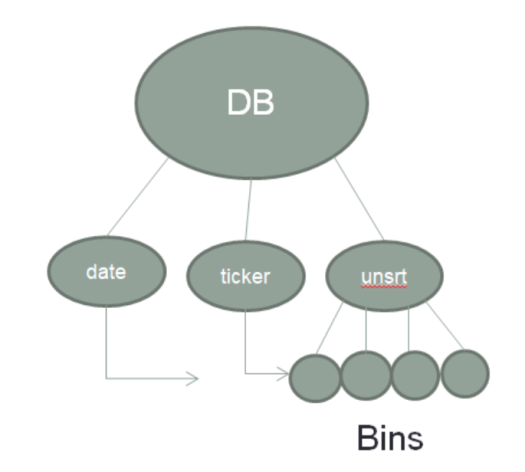 DB
date
ticker
unsrt
Bins